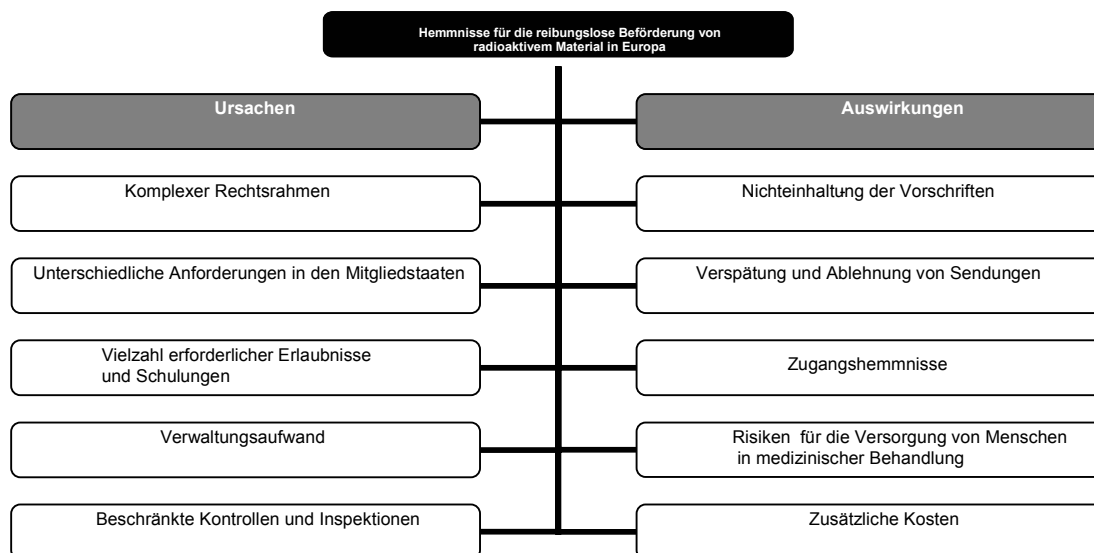 Hemmnisse für die reibungslose Beförderung von
radioaktivem Material in Europa
Ursachen
Auswirkungen
Komplexer Rechtsrahmen
Nichteinhaltung der Vorschriften
Unterschiedliche Anforderungen in den Mitgliedstaaten
Verspätung und Ablehnung von Sendungen
Vielzahl erforderlicher Erlaubnisse
und Schulungen
Zugangshemmnisse
Verwaltungsaufwand
Risiken für die Versorgung von Menschen
in medizinischer Behandlung
Beschränkte Kontrollen und Inspektionen
Zusätzliche Kosten